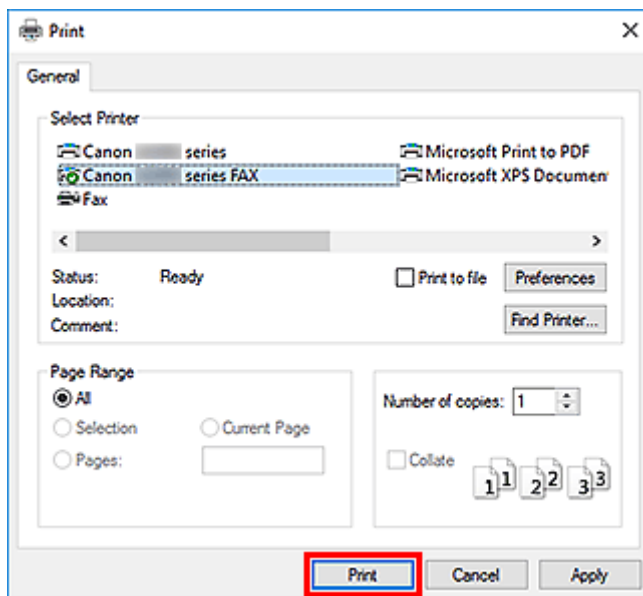 Print
General
Select Printer
Canon series
Microsoft Print to PDF
Canon series FAX
Microsoft XPS Documen
Fax
Status: Ready
Print to file
Preferences
Location:
Comment:
Find Printer...
Page Range
All
Selection
Current Page
Pages:
Number of copies: 1
Collate
1 1 2 2 3 3
Print
Cancel
Apply